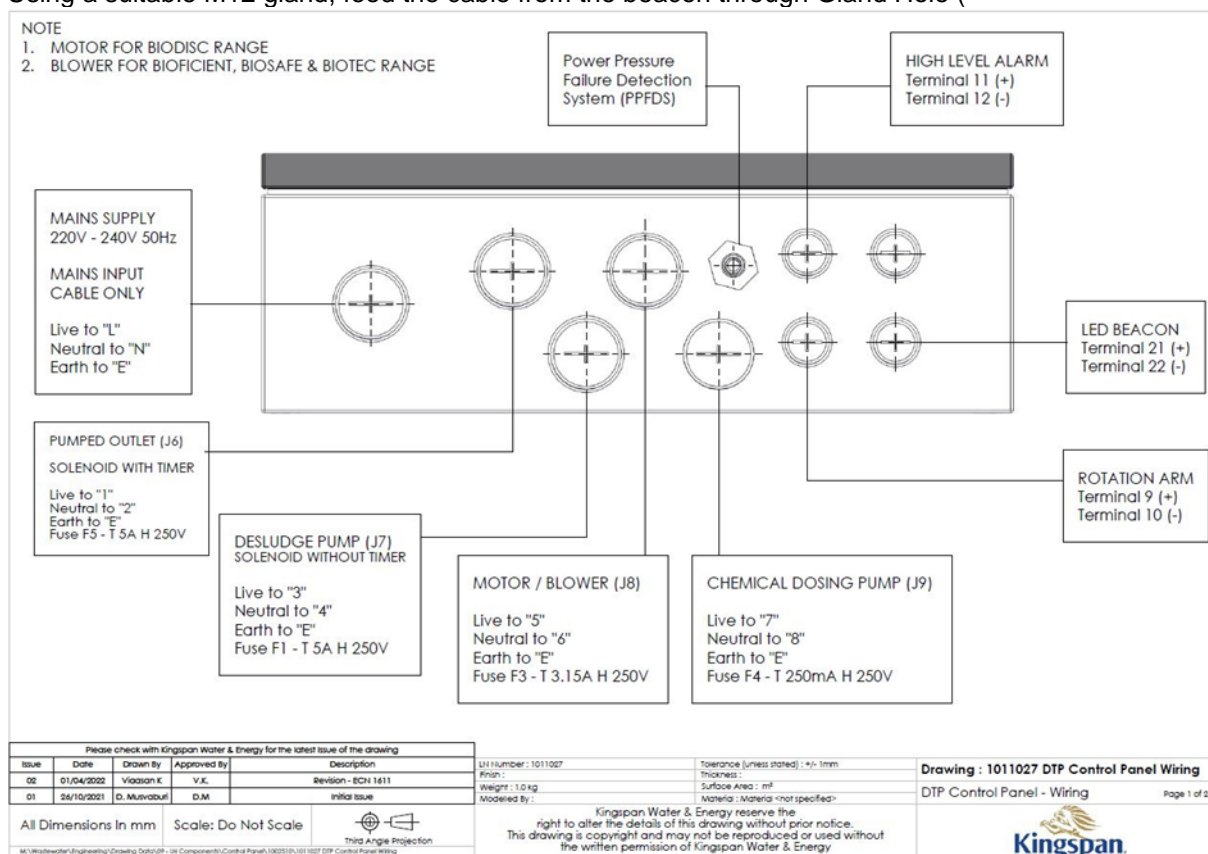 Using a suitable M12 gland, feed the cable from the beacon through Gland Hole (
NOTE
1. MOTOR FOR BIODISC RANGE
2. BLOWER FOR BIOFICIENT, BIOSAFE & BIOTEC RANGE
Power Pressure
Failure Detection
System (PPFDS)
HIGH LEVEL ALARM
Terminal 11 (+)
Terminal 12 (-)
MAINS SUPPLY
220V - 240V 50Hz
MAINS INPUT
CABLE ONLY
Live to "L"
Neutral to "N"
Earth to "E"
LED BEACON
Terminal 21 (+)
Terminal 22 (-)
PUMPED OUTLET (J6)
SOLENOID WITH TIMER
Live to "1"
Neutral to "2"
Earth to "E"
Fuse F5 - T 5A H 250V
DESLUDGE PUMP (J7)
SOLENOID WITHOUT TIMER
Live to "3"
Neutral to "4"
Earth to "E"
Fuse F1 - T 5A H 250V
MOTOR / BLOWER (J8)
Live to "5"
Neutral to "6"
Earth to "E"
Fuse F3 - T 3.15A H 250V
CHEMICAL DOSING PUMP (J9)
Live to "7"
Neutral to "8"
Earth to "E"
Fuse F4 - T 250mA H 250V
ROTATION ARM
Terminal 9 (+)
Terminal 10 (-)
Please check with Kingspan Water & Energy for the latest issue of the drawing
Issue Date Drawn By Approved By Description
02 01/04/2022 Viaasan K V.K. Revision - ECN 1611
01 26/10/2021 D. Musvaburi D.M Initial Issue
All Dimensions In mm Scale: Do Not Scale Third Angle Projection
LN Number : 1011027 Tolerance (unless stated) : +/- 1mm
Finish : Thickness :
Weight : 1.0 kg Surface Area : m²
Modeled By : Material : Material <not specified>
Kingspan Water & Energy reserve the
right to alter the details of this drawing without prior notice.
This drawing is copyright and may not be reproduced or used without
the written permission of Kingspan Water & Energy
Drawing : 1011027 DTP Control Panel Wiring
DTP Control Panel - Wiring Page 1 of 2
Kingspan.